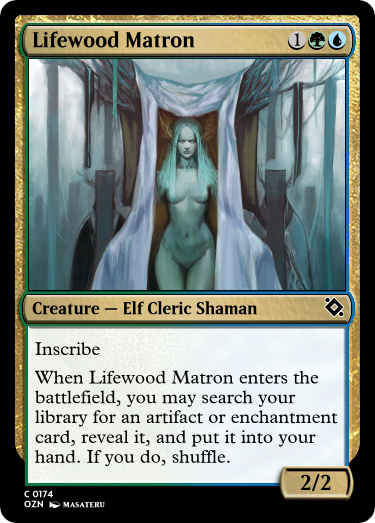 Lifewood Matron 1
Creature — Elf Cleric Shaman
Inscribe
When Lifewood Matron enters the
battlefield, you may search your
library for an artifact or enchantment
card, reveal it, and put it into your
hand. If you do, shuffle.
2/2
C 0174
OZN MASATERU